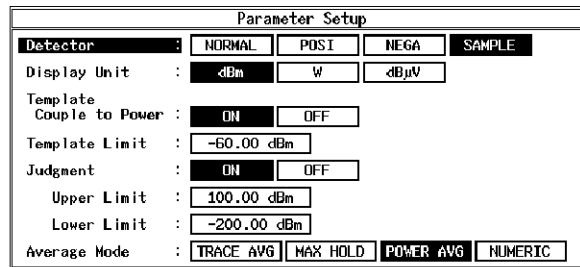 Parameter Setup
Detector : NORMAL POSI NEGA SAMPLE
Display Unit : dBm W dBµV
Template
Couple to Power : ON OFF
Template Limit : -60.00 dBm
Judgment : ON OFF
Upper Limit : 100.00 dBm
Lower Limit : -200.00 dBm
Average Mode : TRACE AVG MAX HOLD POWER AVG NUMERIC